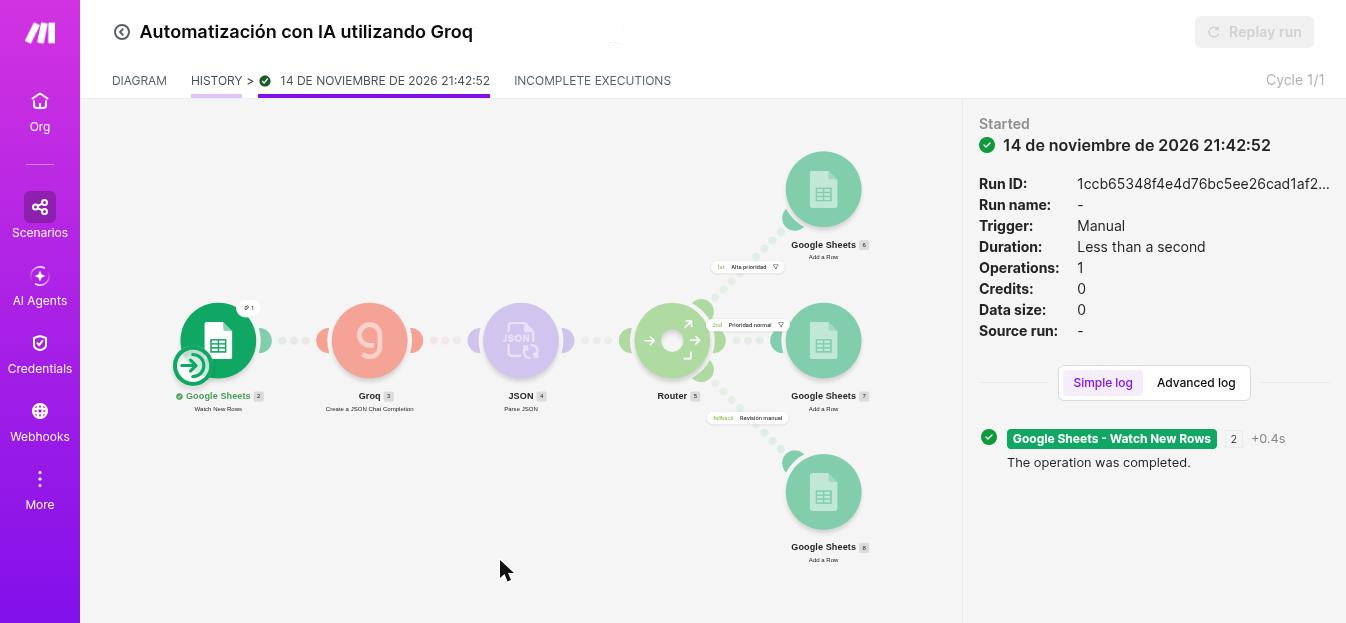 Automatización con IA utilizando Groq
Replay run
DIAGRAM
HISTORY > 14 DE NOVIEMBRE DE 2026 21:42:52
INCOMPLETE EXECUTIONS
Cycle 1/1
Org
Scenarios
AI Agents
Credentials
Webhooks
More
1
Google Sheets 2
Watch New Rows
Groq 3
Create a JSON Chat Completion
JSON
JSON 4
Parse JSON
Router 5
1st Alta prioridad
2nd Prioridad normal
fallback Revisión manual
Google Sheets 6
Add a Row
Google Sheets 7
Add a Row
Google Sheets 8
Add a Row
Started
14 de noviembre de 2026 21:42:52
Run ID: 1ccb65348f4e4d76bc5ee26cad1af2...
Run name: -
Trigger: Manual
Duration: Less than a second
Operations: 1
Credits: 0
Data size: 0
Source run: -
Simple log
Advanced log
Google Sheets - Watch New Rows 2 +0.4s
The operation was completed.